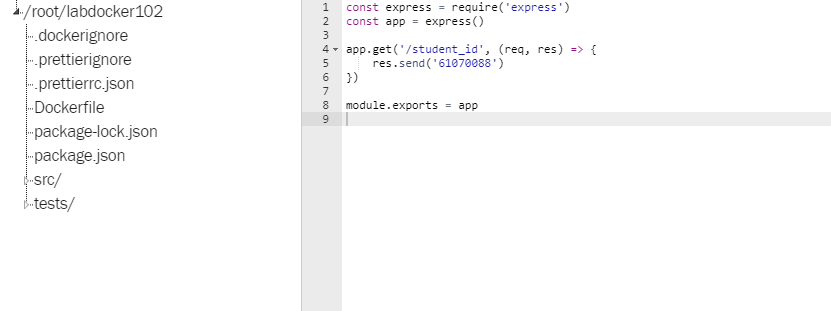 /root/labdocker102
.dockerignore
.prettierignore
.prettierrc.json
Dockerfile
package-lock.json
package.json
src/
tests/
1 const express = require('express')
2 const app = express()
3
4 app.get('/student_id', (req, res) => {
5     res.send('61070088')
6 })
7
8 module.exports = app
9